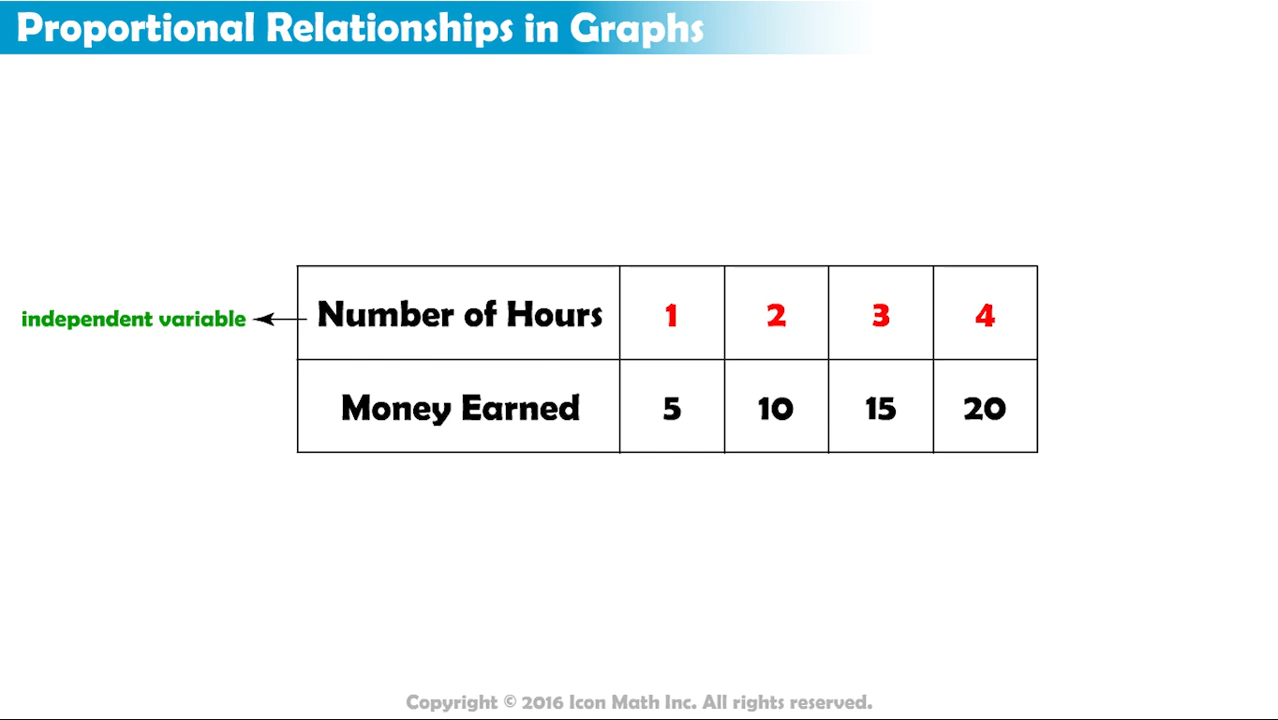 Proportional Relationships in Graphs
independent variable Number of Hours 1 2 3 4
Money Earned 5 10 15 20
Copyright © 2016 Icon Math Inc. All rights reserved.